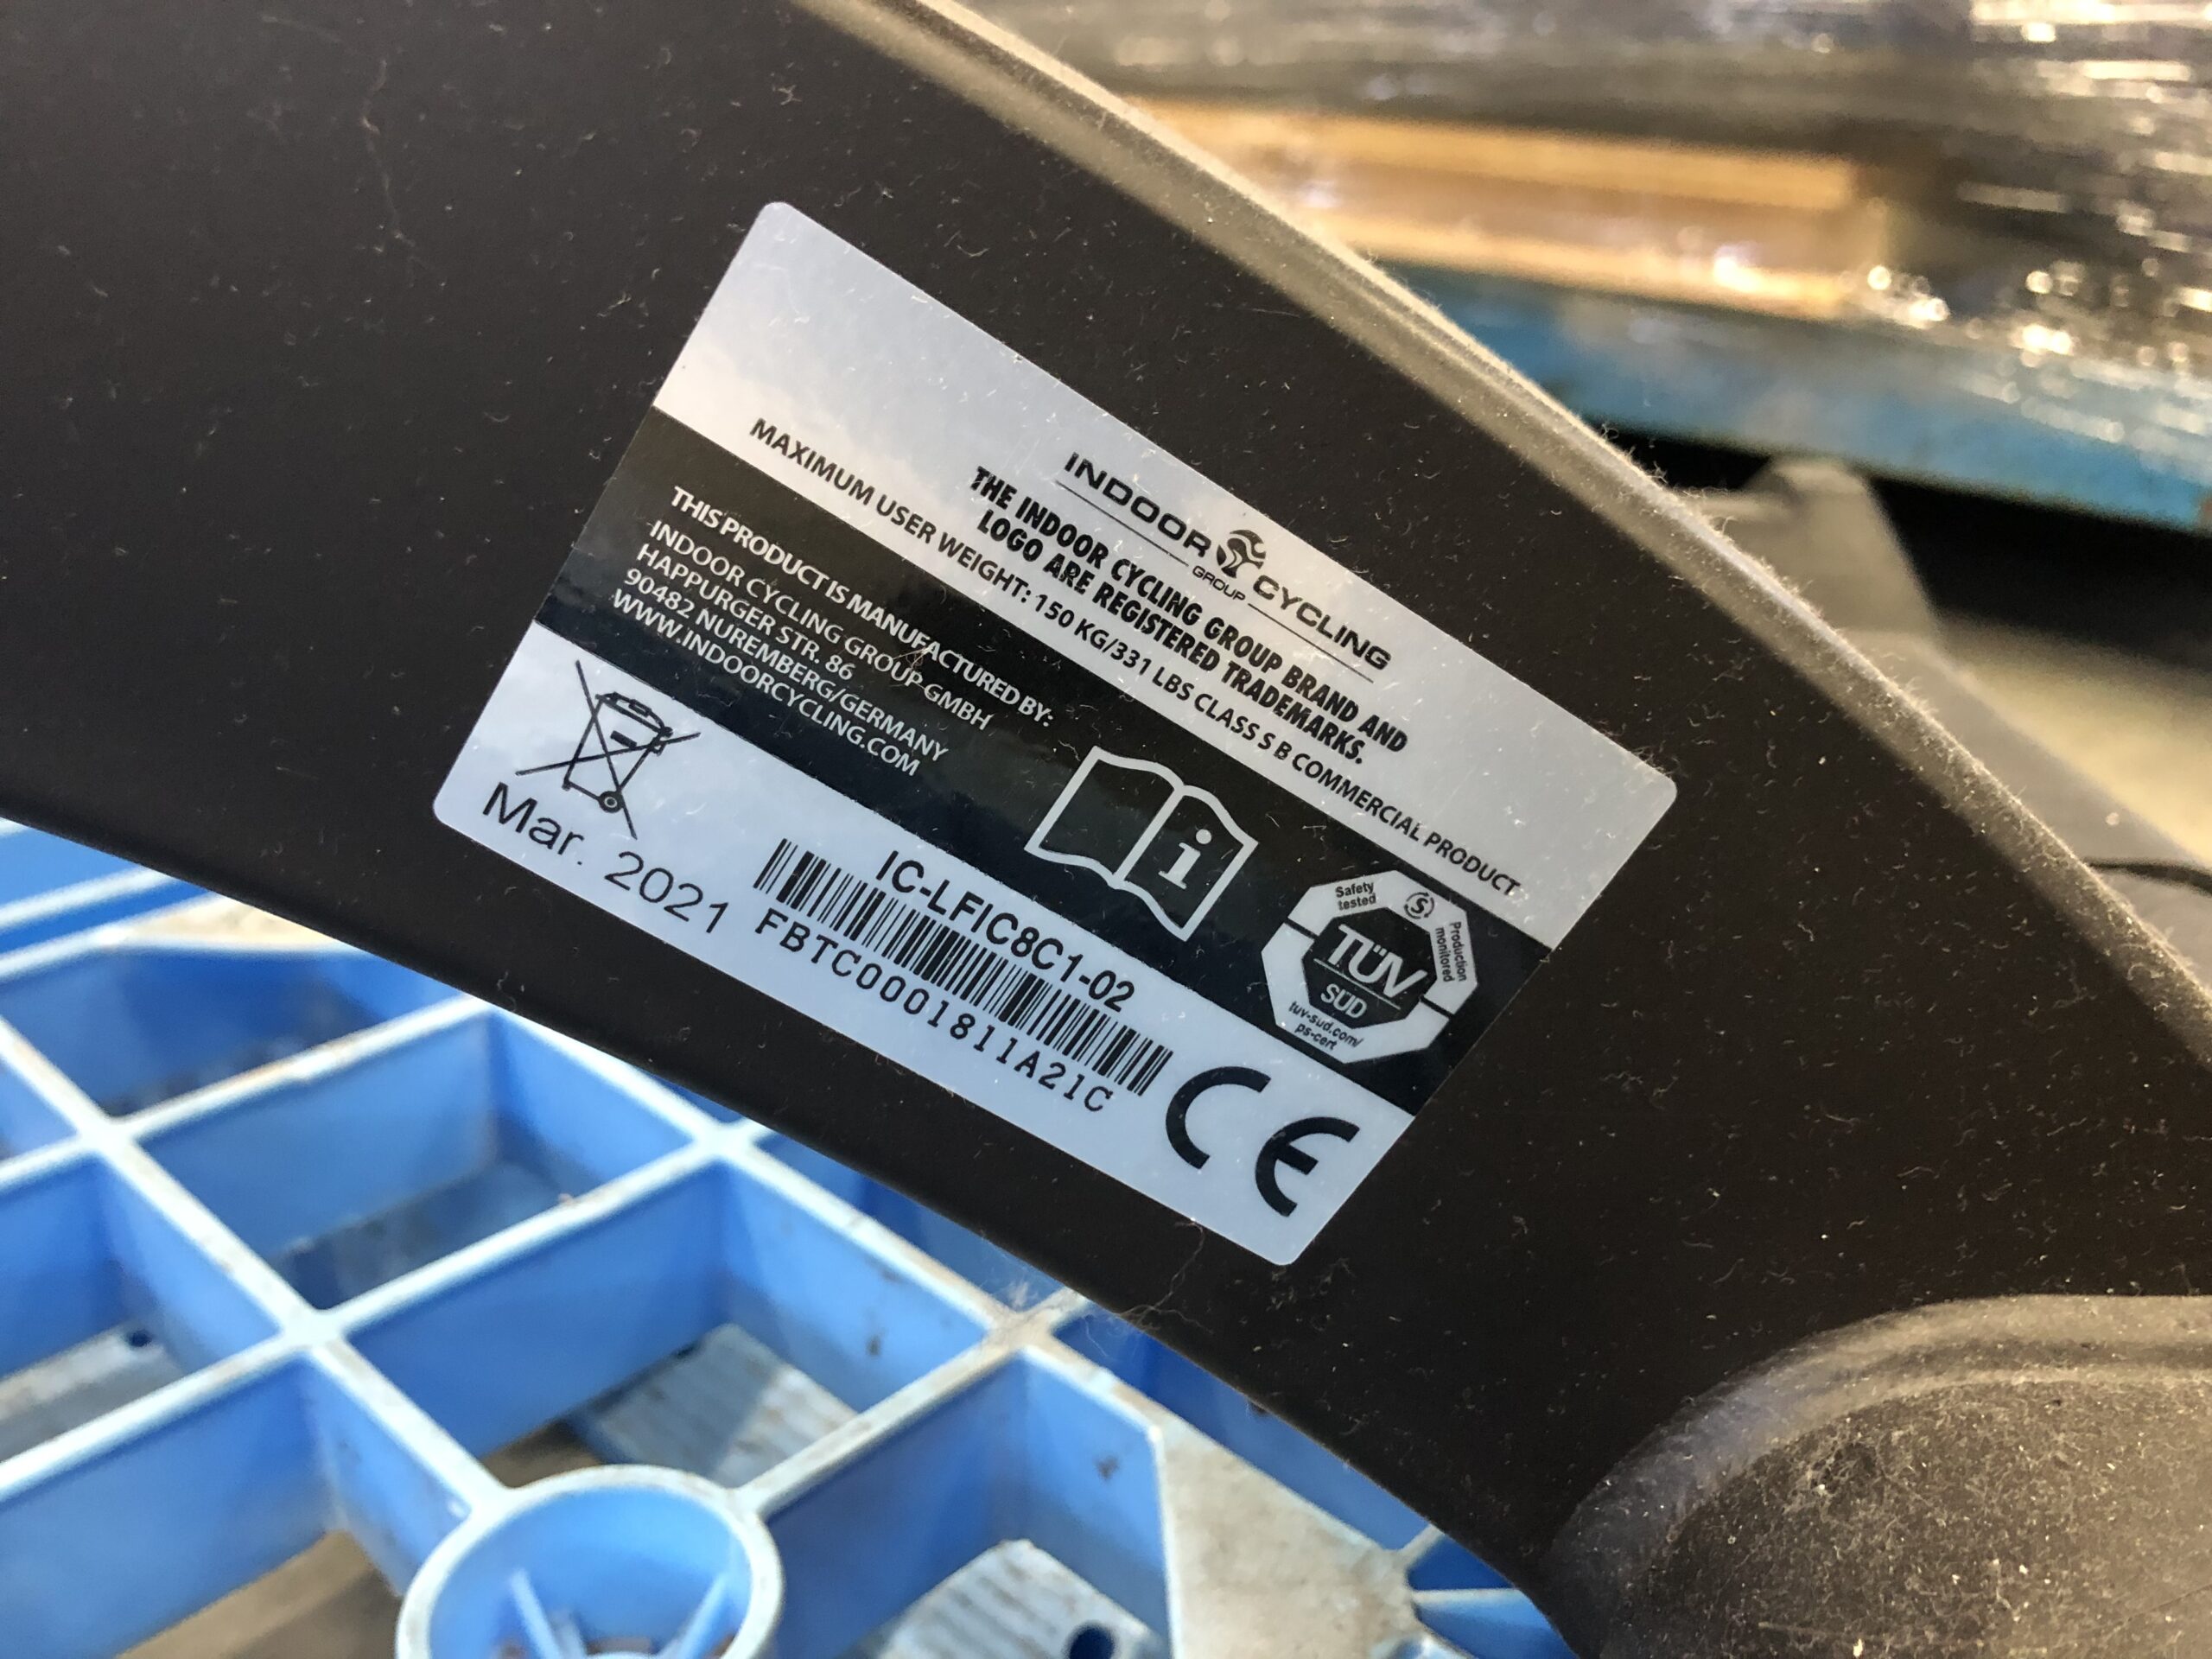 INDOOR CYCLING
GROUP
THE INDOOR CYCLING GROUP BRAND AND
LOGO ARE REGISTERED TRADEMARKS.
MAXIMUM USER WEIGHT: 150 KG/331 LBS CLASS S B COMMERCIAL PRODUCT
THIS PRODUCT IS MANUFACTURED BY:
INDOOR CYCLING GROUP GMBH
HAPPURGER STR. 86
90482 NUREMBERG/GERMANY
WWW.INDOORCYCLING.COM
i
Safety
tested
S
Production
monitored
TÜV
SUD
tuv-sud.com/
ps-cert
Mar. 2021
IC-LFIC8C1-02
FBTC0001811A21C
CE